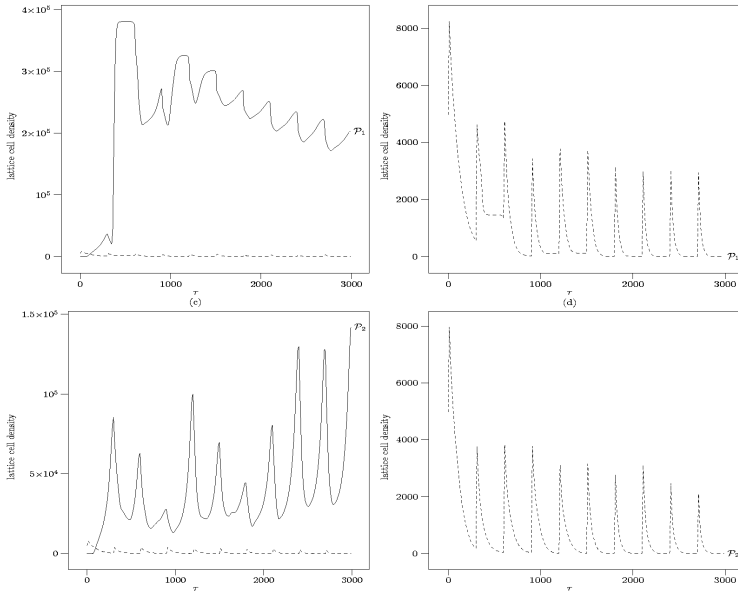 4×10⁵
3×10⁵
2×10⁵
10⁵
0
lattice cell density
𝒫₁
0 1000 2000 3000
τ
(c)
8000
6000
4000
2000
0
lattice cell density
𝒫₁
0 1000 2000 3000
τ
(d)
1.5×10⁵
10⁵
5×10⁴
0
lattice cell density
𝒫₂
0 1000 2000 3000
τ
8000
6000
4000
2000
0
lattice cell density
𝒫₂
0 1000 2000 3000
τ